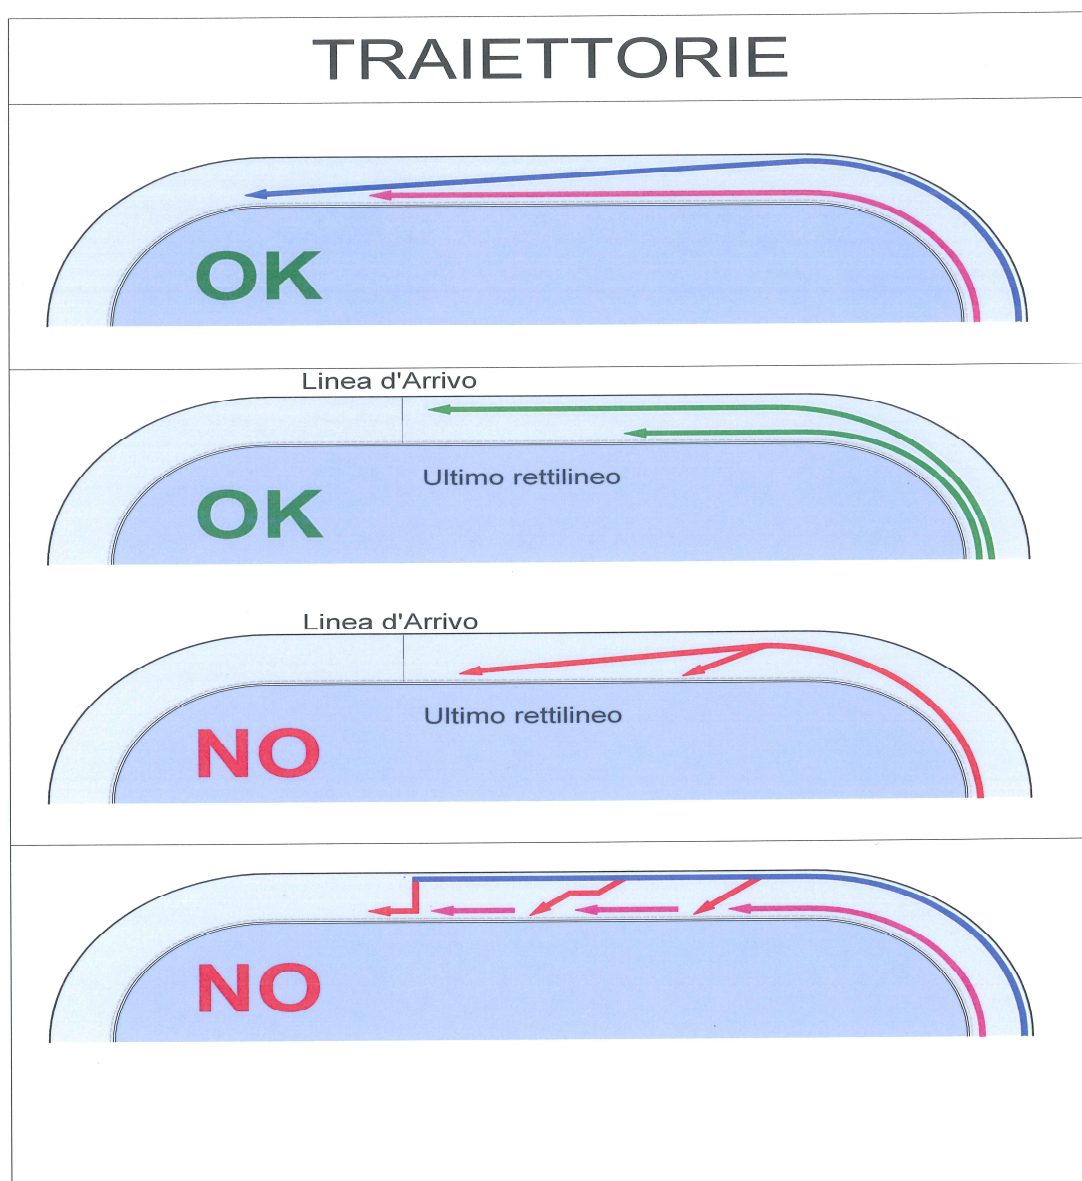 TRAIETTORIE
OK
Linea d'Arrivo
Ultimo rettilineo
OK
Linea d'Arrivo
Ultimo rettilineo
NO
NO